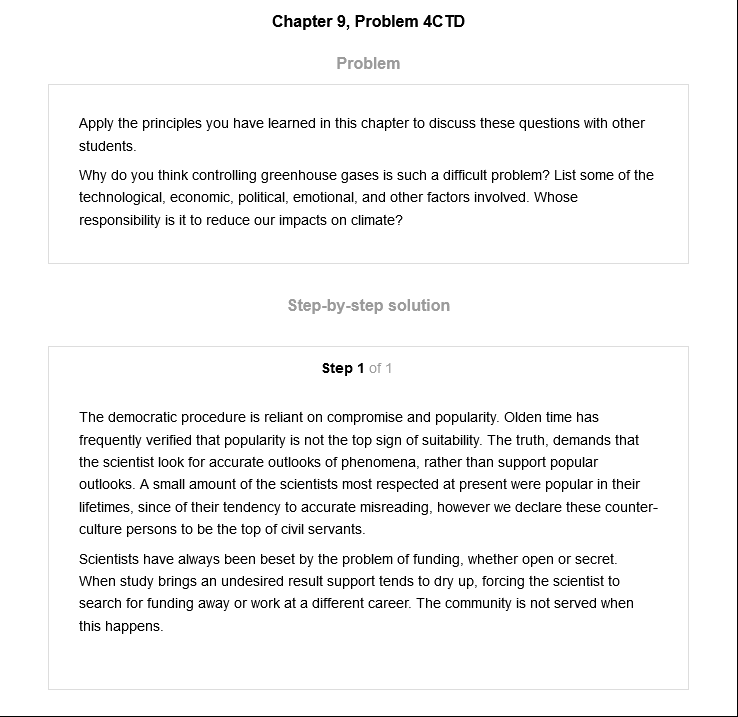 Chapter 9, Problem 4CTD
Problem
Apply the principles you have learned in this chapter to discuss these questions with other
students.
Why do you think controlling greenhouse gases is such a difficult problem? List some of the
technological, economic, political, emotional, and other factors involved. Whose
responsibility is it to reduce our impacts on climate?
Step-by-step solution
Step 1 of 1
The democratic procedure is reliant on compromise and popularity. Olden time has
frequently verified that popularity is not the top sign of suitability. The truth, demands that
the scientist look for accurate outlooks of phenomena, rather than support popular
outlooks. A small amount of the scientists most respected at present were popular in their
lifetimes, since of their tendency to accurate misreading, however we declare these counter-
culture persons to be the top of civil servants.
Scientists have always been beset by the problem of funding, whether open or secret.
When study brings an undesired result support tends to dry up, forcing the scientist to
search for funding away or work at a different career. The community is not served when
this happens.